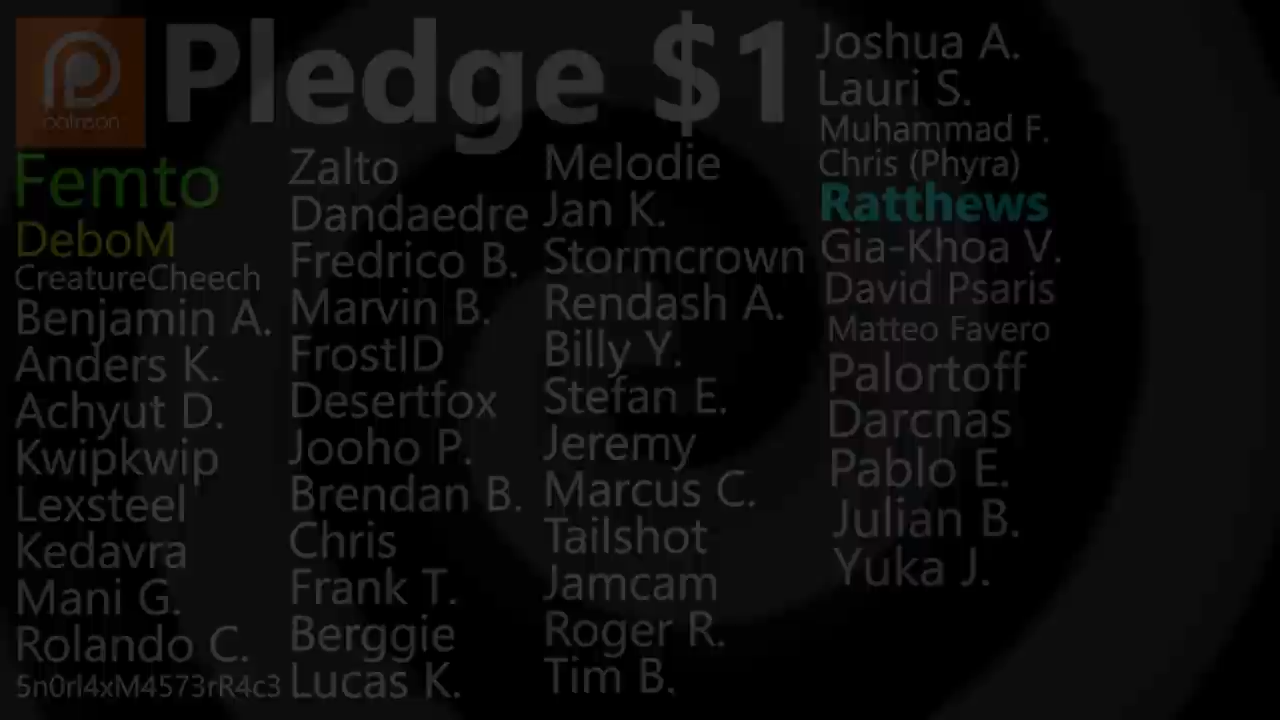 patreon
Pledge $1
Femto
DeboM
CreatureCheech
Benjamin A.
Anders K.
Achyut D.
Kwipkwip
Lexsteel
Kedavra
Mani G.
Rolando C.
5n0rl4xM4573rR4c3
Zalto
Dandaedre
Fredrico B.
Marvin B.
FrostID
Desertfox
Jooho P.
Brendan B.
Chris
Frank T.
Berggie
Lucas K.
Melodie
Jan K.
Stormcrown
Rendash A.
Billy Y.
Stefan E.
Jeremy
Marcus C.
Tailshot
Jamcam
Roger R.
Tim B.
Joshua A.
Lauri S.
Muhammad F.
Chris (Phyra)
Ratthews
Gia-Khoa V.
David Psaris
Matteo Favero
Palortoff
Darcnas
Pablo E.
Julian B.
Yuka J.